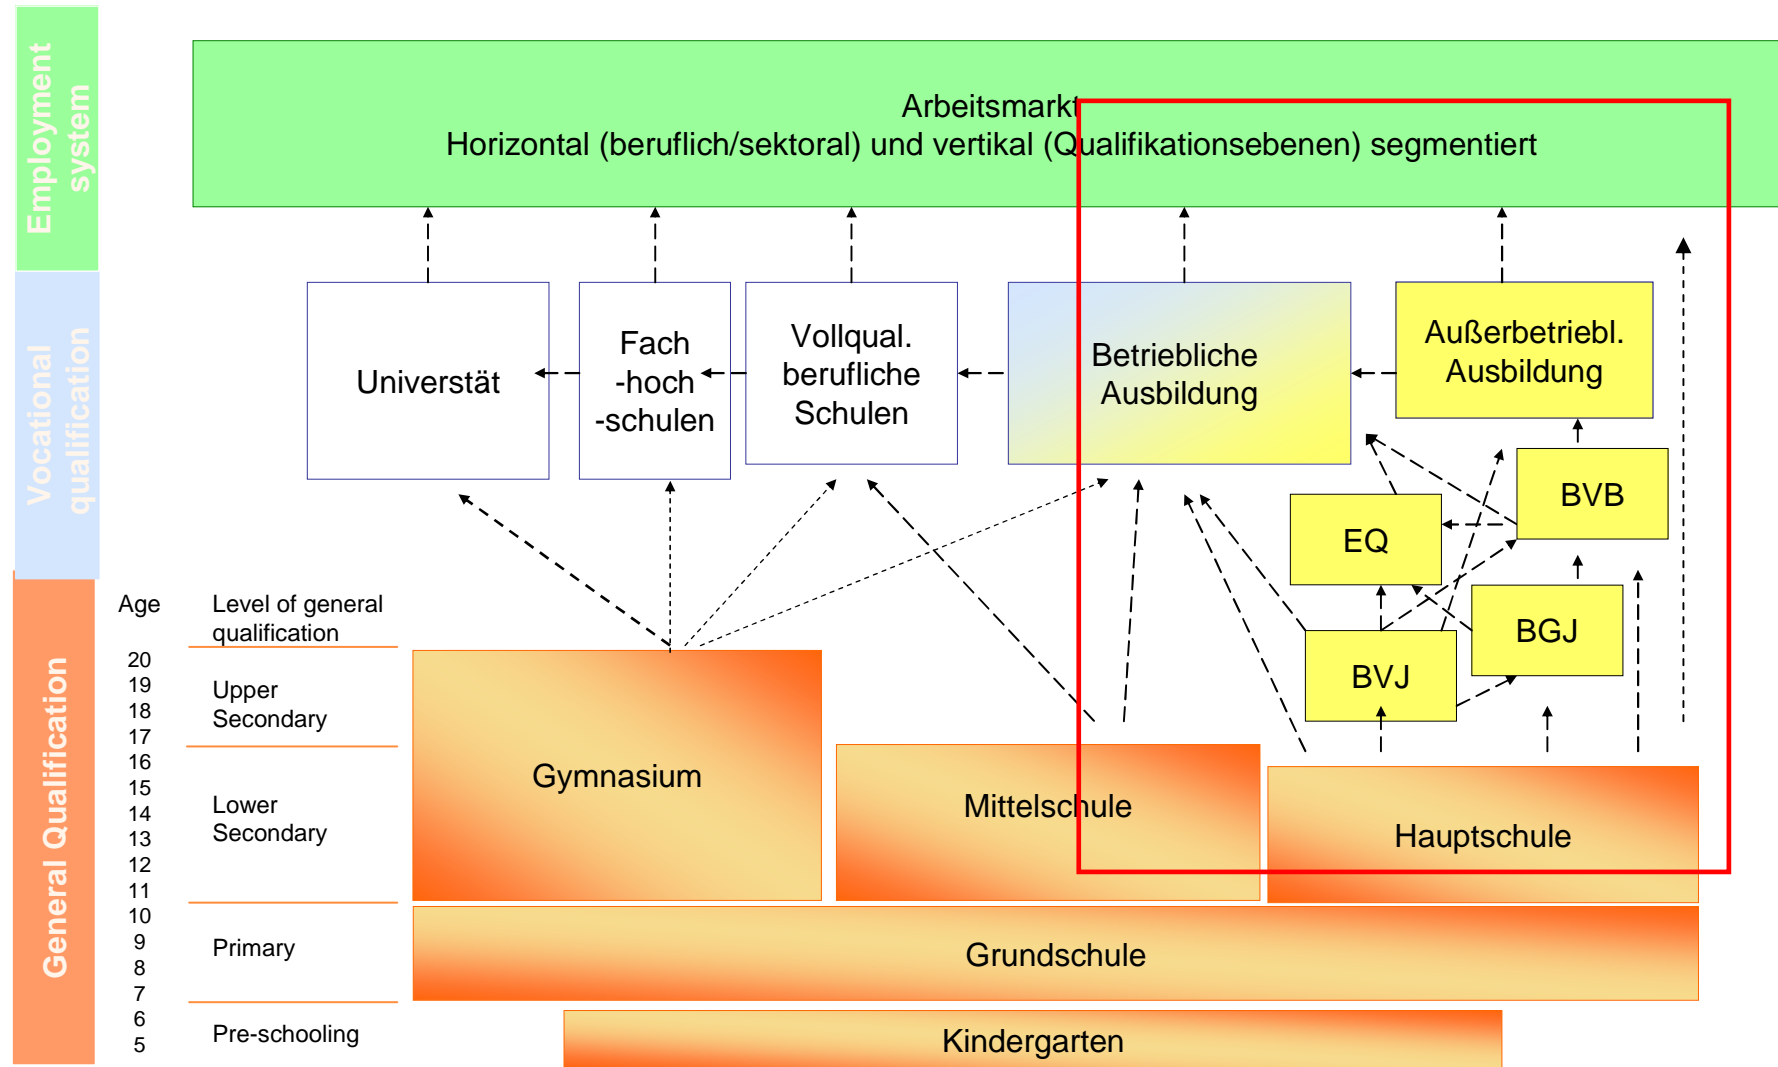 Employment
system
Arbeitsmarkt
Horizontal (beruflich/sektoral) und vertikal (Qualifikationsebenen) segmentiert
Vocational
qualification
Universtät
Fach
-hoch
-schulen
Vollqual.
berufliche
Schulen
Betriebliche
Ausbildung
Außerbetriebl.
Ausbildung
BVB
EQ
BGJ
BVJ
General Qualification
Age
Level of general
qualification
20
19
18
17
Upper
Secondary
16
15
14
13
12
11
Lower
Secondary
10
9
8
7
Primary
6
5
Pre-schooling
Gymnasium
Mittelschule
Hauptschule
Grundschule
Kindergarten